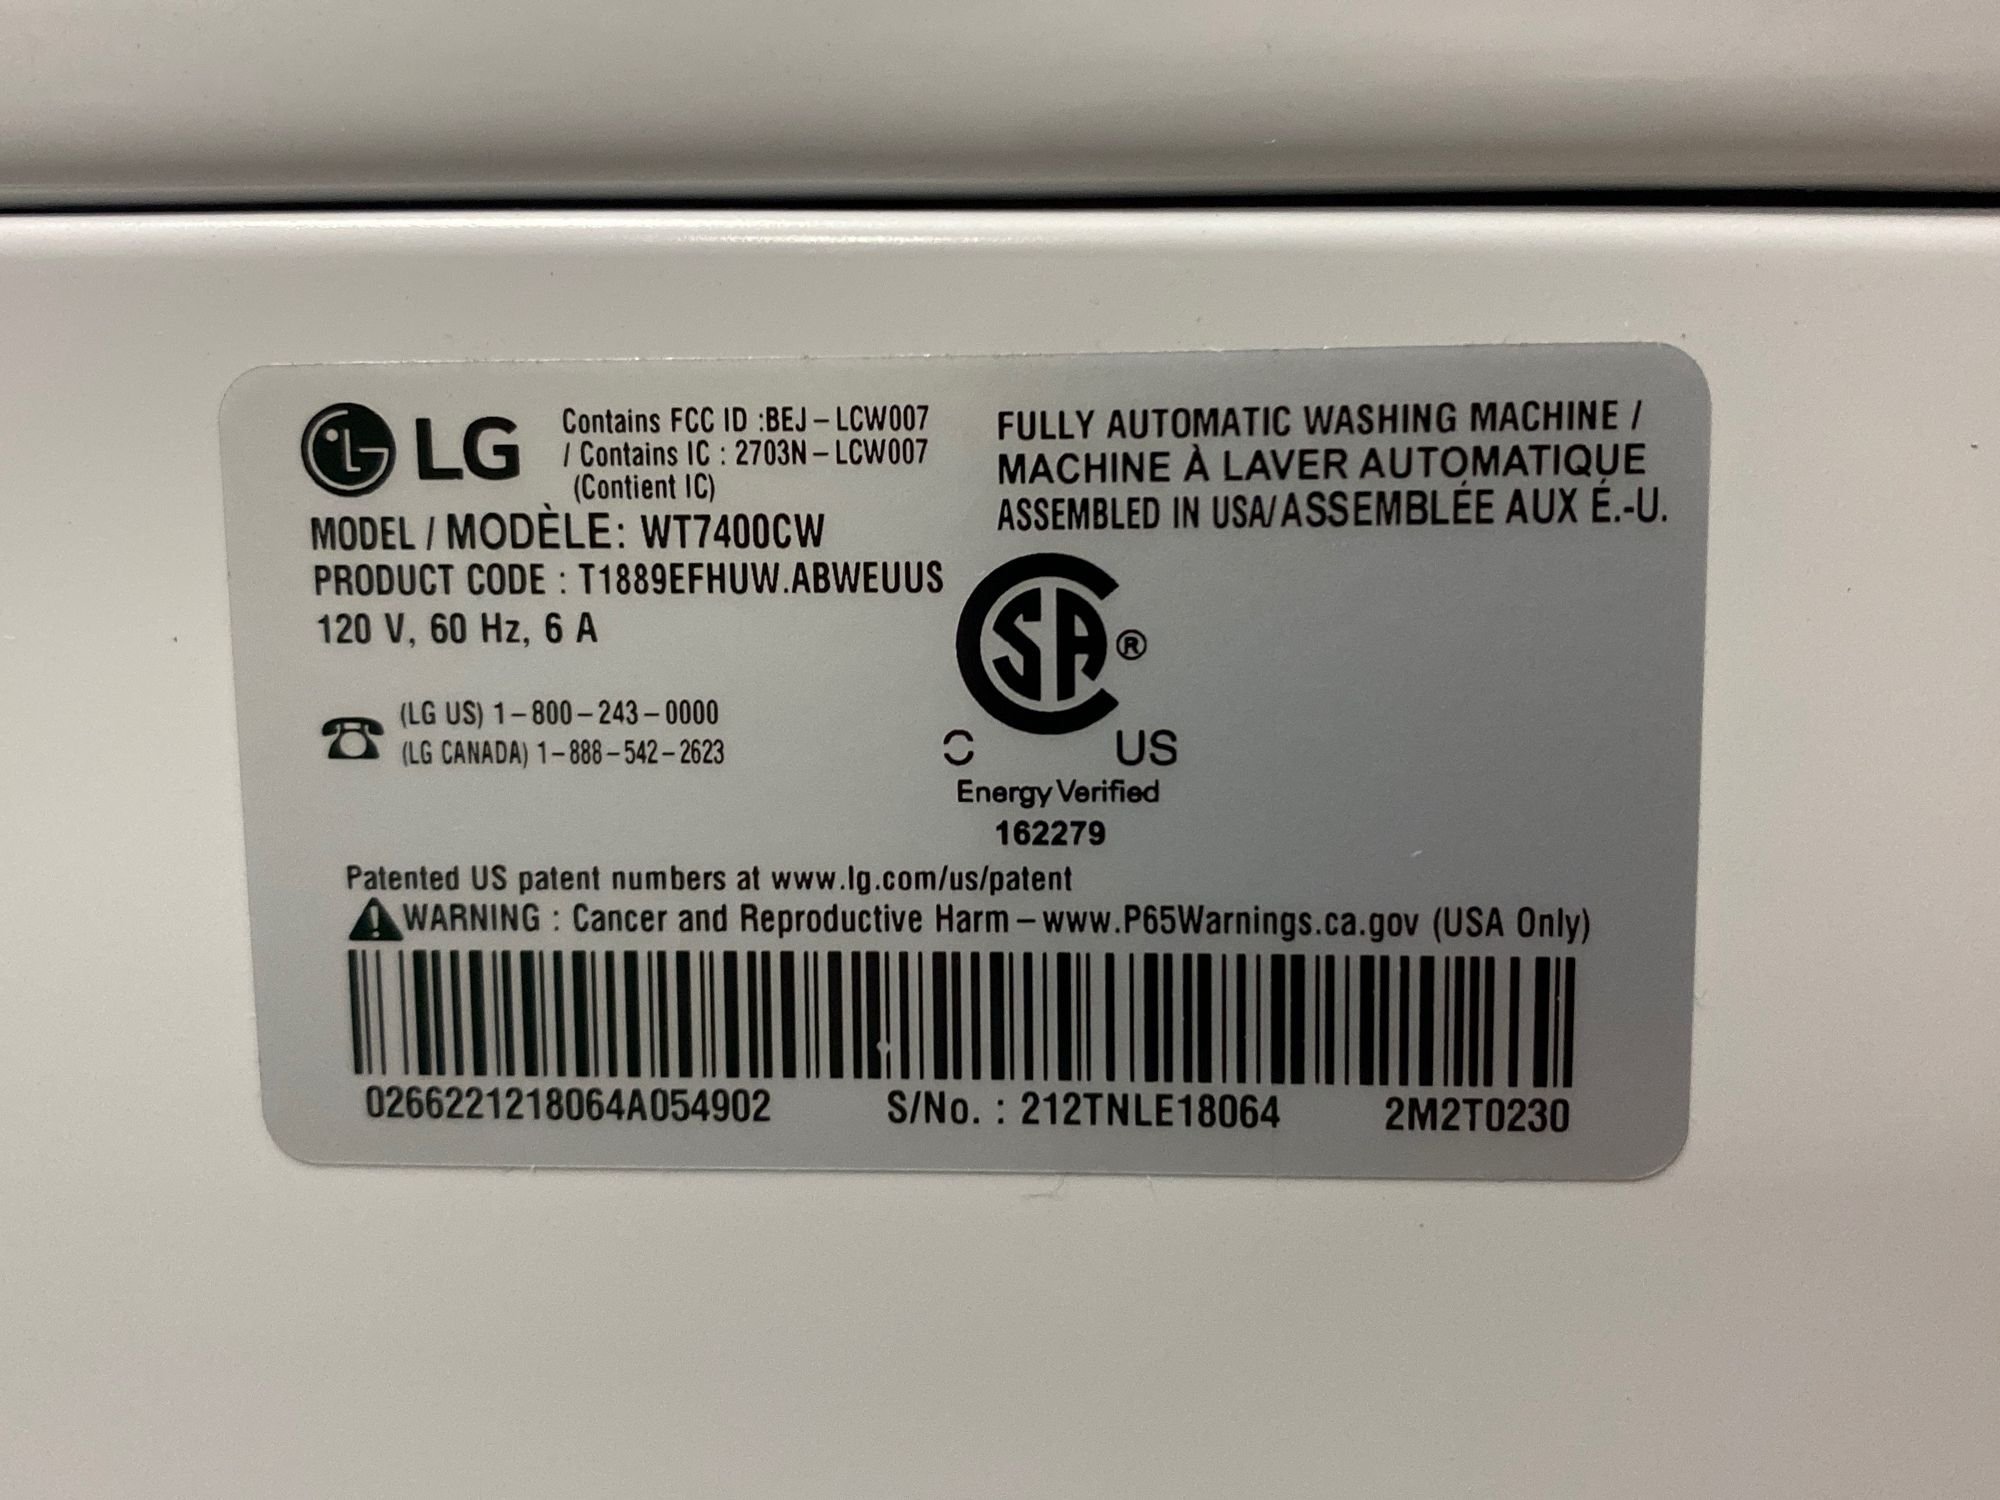 LG
Contains FCC ID :BEJ–LCW007
/ Contains IC : 2703N–LCW007
(Contient IC)
MODEL / MODÈLE: WT7400CW
PRODUCT CODE : T1889EFHUW.ABWEUUS
120 V, 60 Hz, 6 A
(LG US) 1–800–243–0000
(LG CANADA) 1–888–542–2623
FULLY AUTOMATIC WASHING MACHINE /
MACHINE À LAVER AUTOMATIQUE
ASSEMBLED IN USA/ASSEMBLÉE AUX É.-U.
CSA®
C US
Energy Verified
162279
Patented US patent numbers at www.lg.com/us/patent
WARNING : Cancer and Reproductive Harm – www.P65Warnings.ca.gov (USA Only)
0266221218064A054902 S/No. : 212TNLE18064 2M2T0230